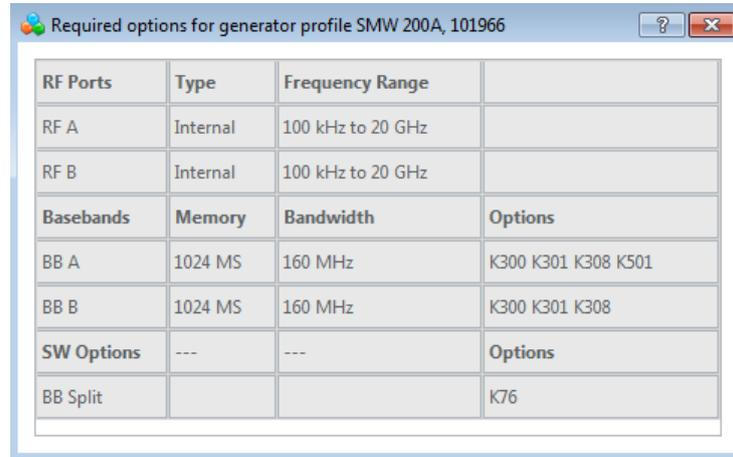 Required options for generator profile SMW 200A, 101966
?
RF Ports Type Frequency Range
RF A Internal 100 kHz to 20 GHz
RF B Internal 100 kHz to 20 GHz
Basebands Memory Bandwidth Options
BB A 1024 MS 160 MHz K300 K301 K308 K501
BB B 1024 MS 160 MHz K300 K301 K308
SW Options --- --- Options
BB Split K76